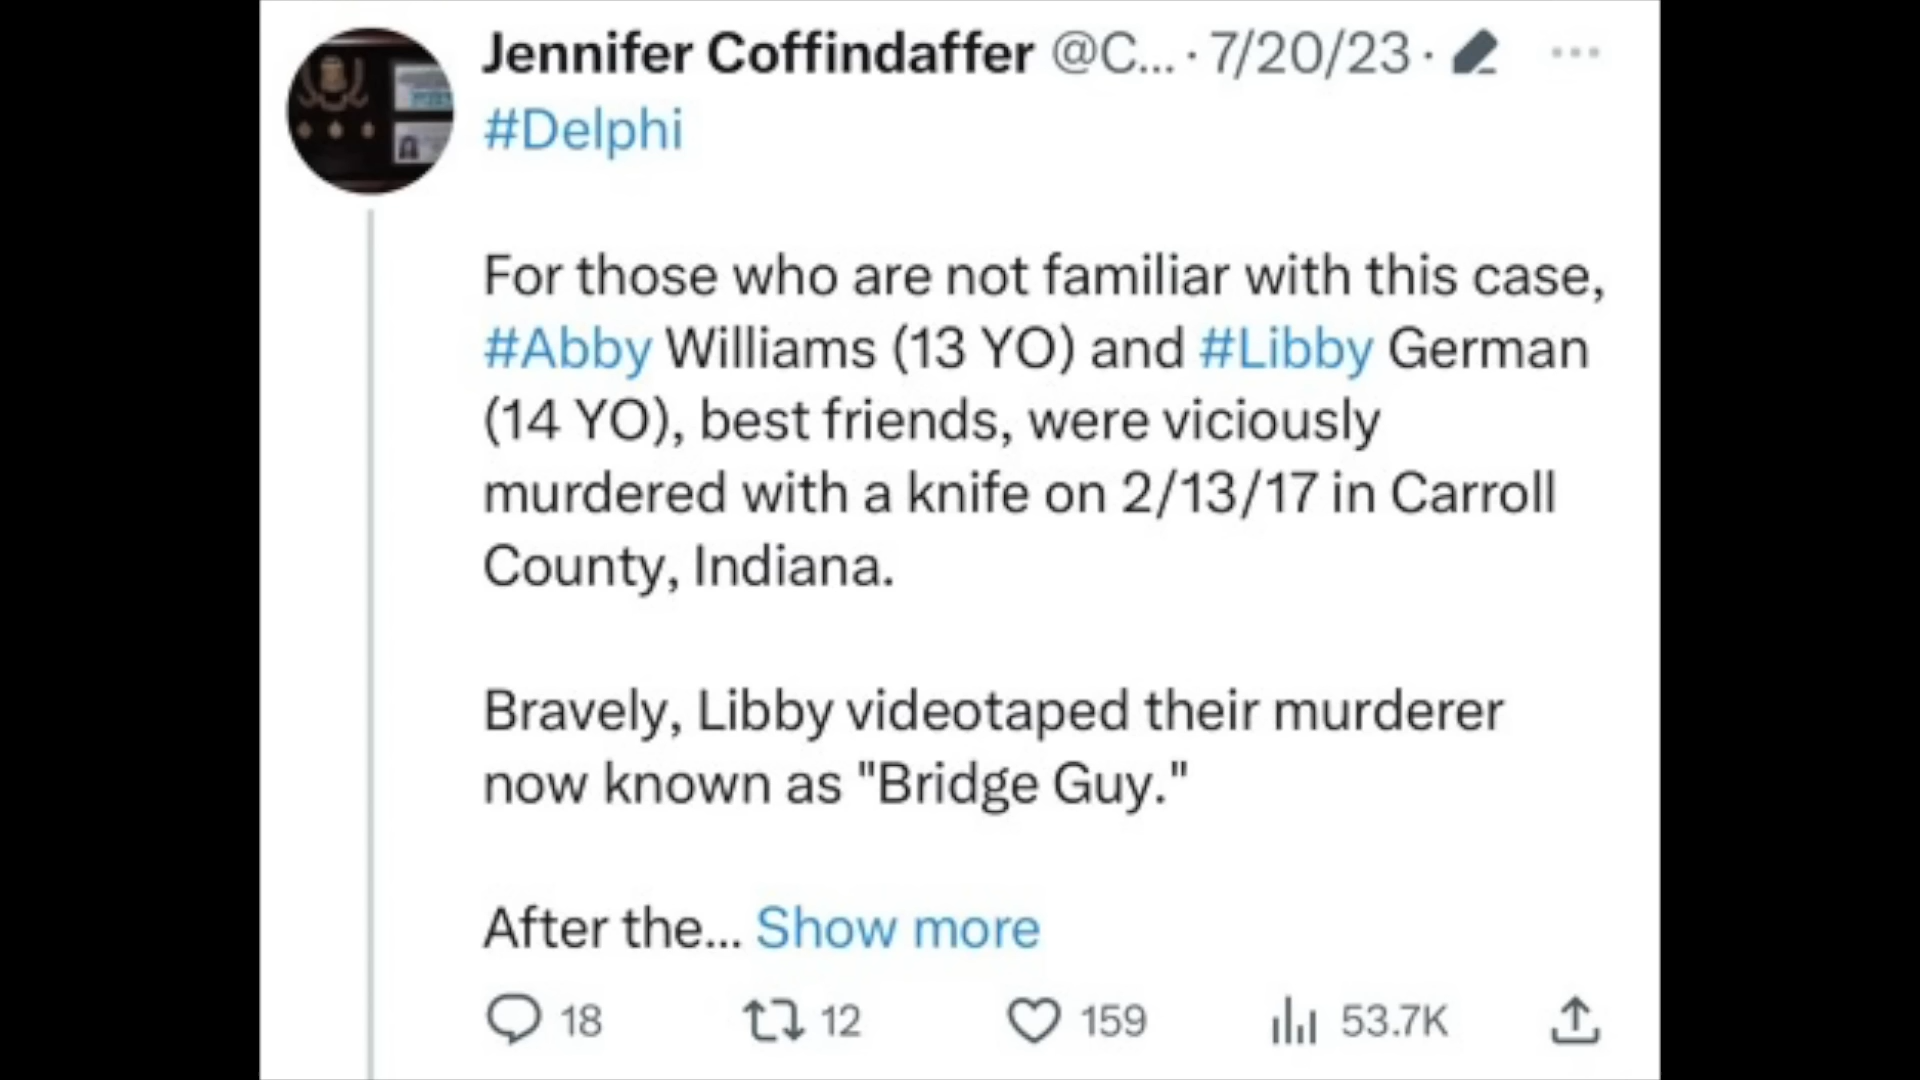 Jennifer Coffindaffer @C... · 7/20/23 ·
#Delphi
For those who are not familiar with this case,
#Abby Williams (13 YO) and #Libby German
(14 YO), best friends, were viciously
murdered with a knife on 2/13/17 in Carroll
County, Indiana.
Bravely, Libby videotaped their murderer
now known as "Bridge Guy."
After the... Show more
18 12 159 53.7K